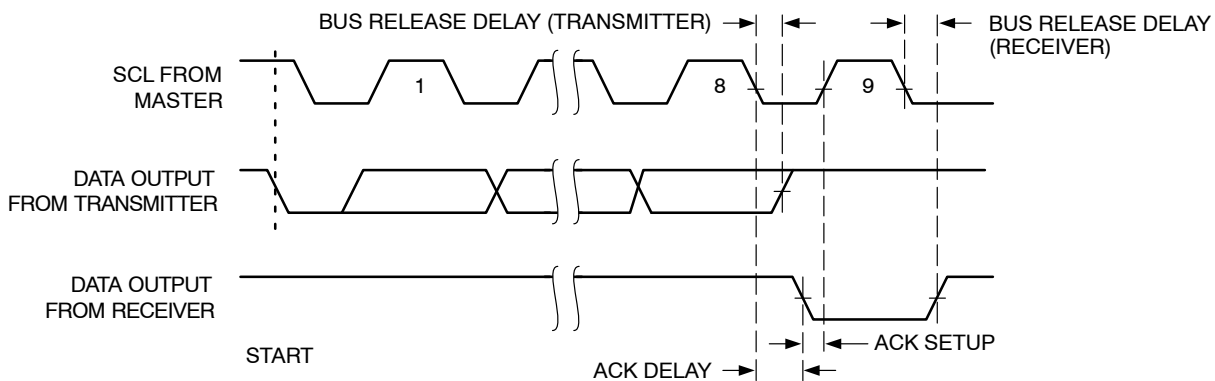 BUS RELEASE DELAY (TRANSMITTER)
BUS RELEASE DELAY
(RECEIVER)
SCL FROM
MASTER
1
8
9
DATA OUTPUT
FROM TRANSMITTER
DATA OUTPUT
FROM RECEIVER
START
ACK SETUP
ACK DELAY